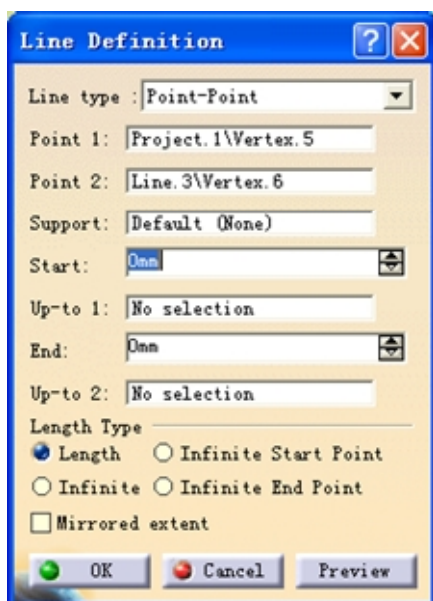 Line Definition
Line type : Point-Point
Point 1: Project.1\Vertex.5
Point 2: Line.3\Vertex.6
Support: Default (None)
Start: 0mm
Up-to 1: No selection
End: 0mm
Up-to 2: No selection
Length Type
Length Infinite Start Point
Infinite Infinite End Point
Mirrored extent
OK Cancel Preview